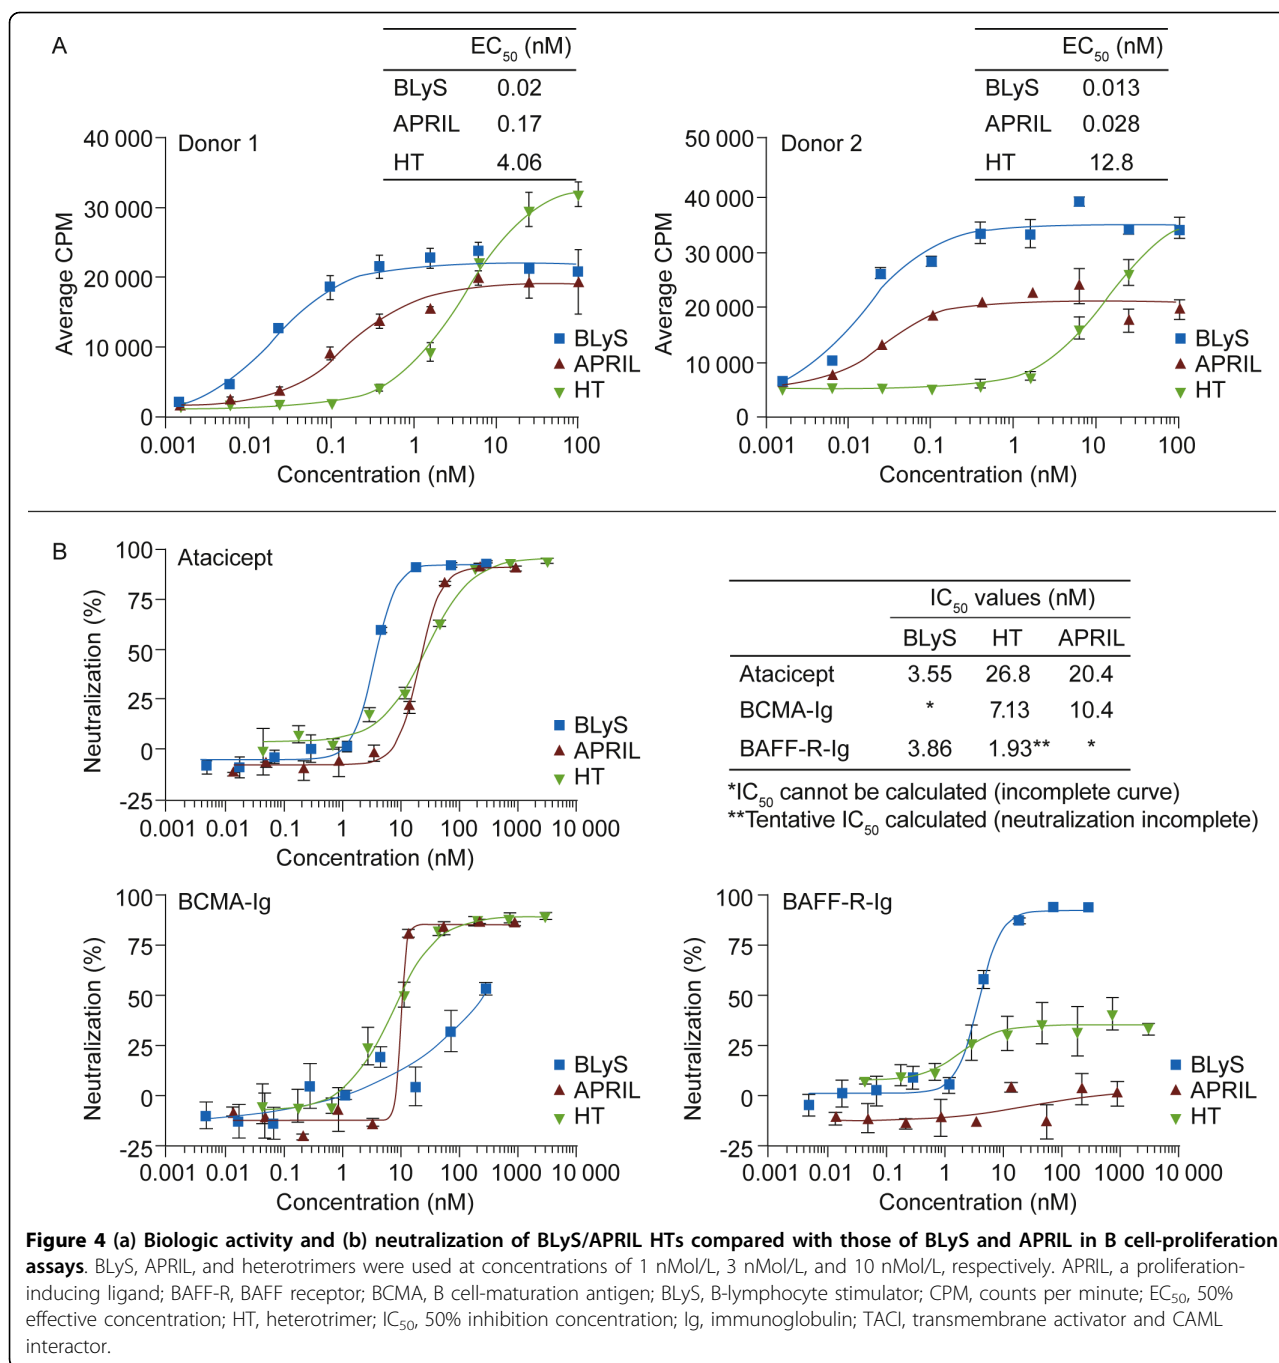 A
EC50 (nM)
BLyS 0.02
APRIL 0.17
HT 4.06
Donor 1
40 000
30 000
20 000
10 000
0
Average CPM
0.001 0.01 0.1 1 10 100
Concentration (nM)
BLyS
APRIL
HT
EC50 (nM)
BLyS 0.013
APRIL 0.028
HT 12.8
Donor 2
50 000
40 000
30 000
20 000
10 000
0
Average CPM
0.001 0.01 0.1 1 10 100
Concentration (nM)
BLyS
APRIL
HT
B
Atacicept
100
75
50
25
0
-25
Neutralization (%)
0.001 0.01 0.1 1 10 100 1000 10 000
Concentration (nM)
BLyS
APRIL
HT
IC50 values (nM)
BLyS HT APRIL
Atacicept 3.55 26.8 20.4
BCMA-Ig * 7.13 10.4
BAFF-R-Ig 3.86 1.93** *
*IC50 cannot be calculated (incomplete curve)
**Tentative IC50 calculated (neutralization incomplete)
BCMA-Ig
100
75
50
25
0
-25
Neutralization (%)
0.001 0.01 0.1 1 10 100 1000 10 000
Concentration (nM)
BLyS
APRIL
HT
BAFF-R-Ig
100
75
50
25
0
-25
Neutralization (%)
0.001 0.01 0.1 1 10 100 1000 10 000
Concentration (nM)
BLyS
APRIL
HT
Figure 4 (a) Biologic activity and (b) neutralization of BLyS/APRIL HTs compared with those of BLyS and APRIL in B cell-proliferation
assays. BLyS, APRIL, and heterotrimers were used at concentrations of 1 nMol/L, 3 nMol/L, and 10 nMol/L, respectively. APRIL, a proliferation-
inducing ligand; BAFF-R, BAFF receptor; BCMA, B cell-maturation antigen; BLyS, B-lymphocyte stimulator; CPM, counts per minute; EC50, 50%
effective concentration; HT, heterotrimer; IC50, 50% inhibition concentration; Ig, immunoglobulin; TACI, transmembrane activator and CAML
interactor.